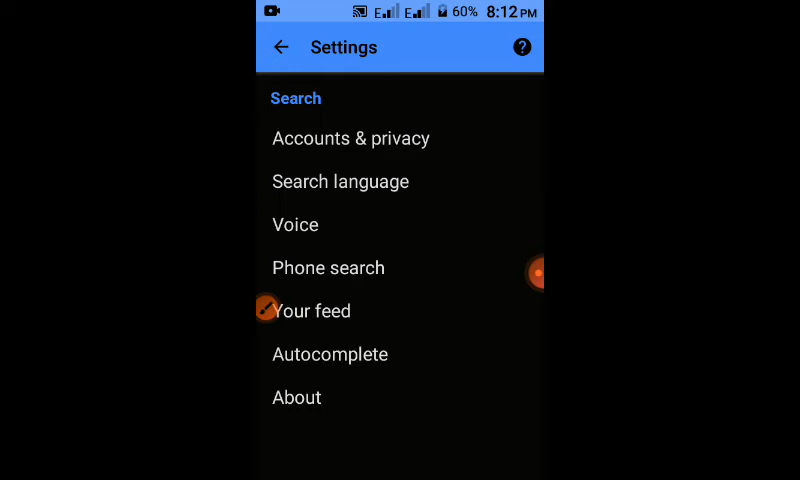 E E 60% 8:12 PM
Settings
Search
Accounts & privacy
Search language
Voice
Phone search
Your feed
Autocomplete
About